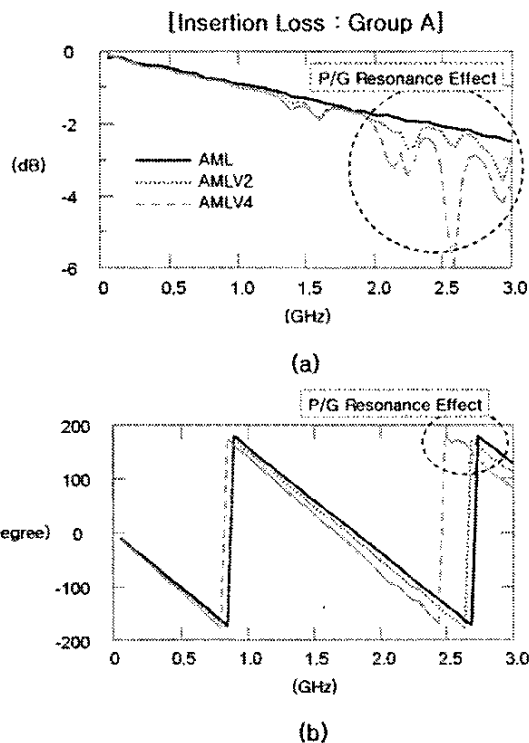 [Insertion Loss : Group A]
0
P/G Resonance Effect
-2
(dB)
AML
AMLV2
-4
AMLV4
-6
0 0.5 1.0 1.5 2.0 2.5 3.0
(GHz)
(a)
P/G Resonance Effect
200
100
egree)
0
-100
-200
0 0.5 1.0 1.5 2.0 2.5 3.0
(GHz)
(b)